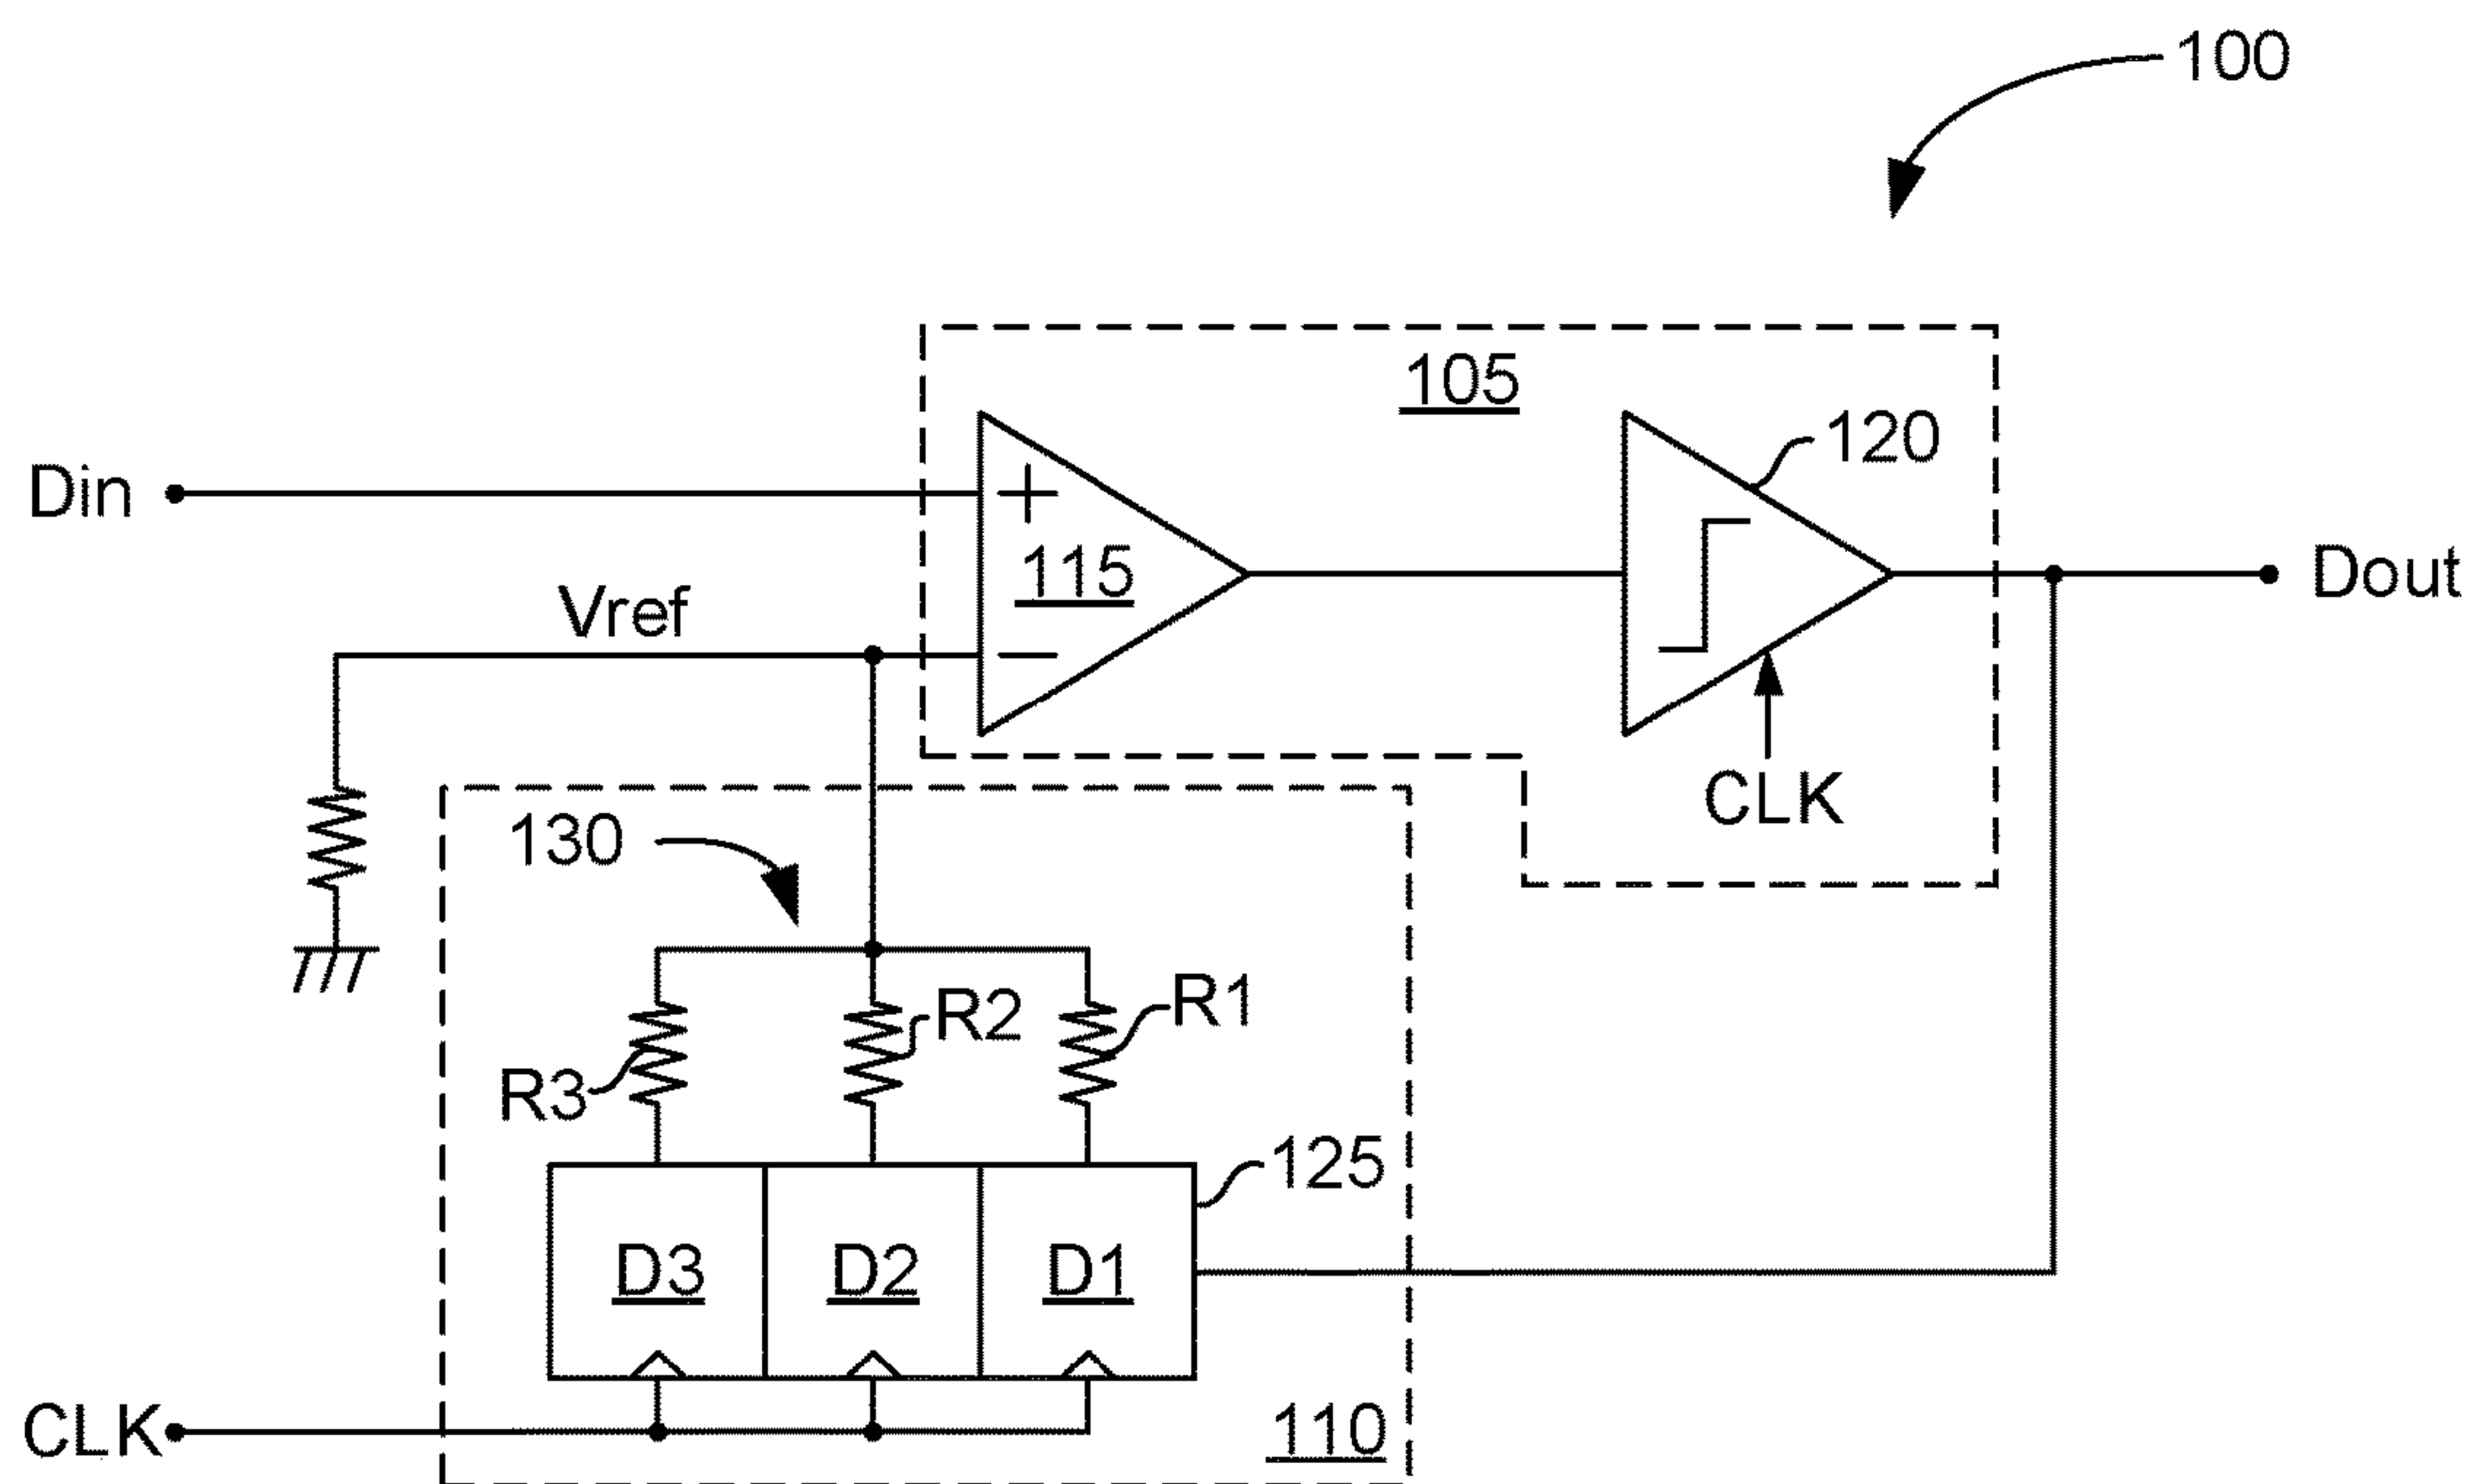 100
105
120
Din
+
115
Dout
Vref
−
CLK
130
R1
R2
R3
125
D3
D2
D1
CLK
110